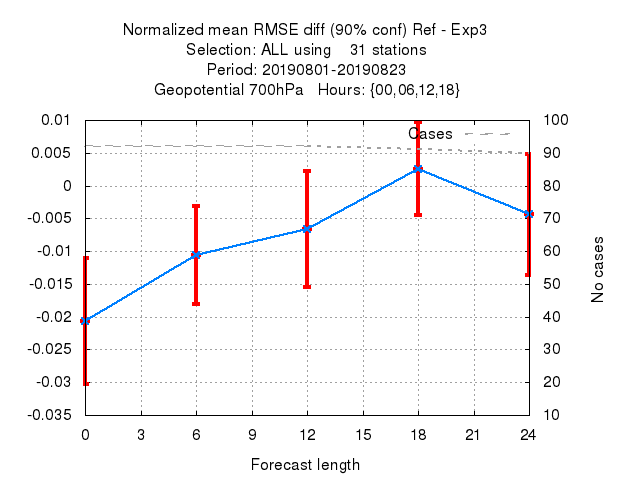 Normalized mean RMSE diff (90% conf) Ref - Exp3
Selection: ALL using    31 stations
Period: 20190801-20190823
Geopotential 700hPa   Hours: {00,06,12,18}
0.01
0.005
0
-0.005
-0.01
-0.015
-0.02
-0.025
-0.03
-0.035
Cases
100
90
80
70
60
50
40
30
20
10
No cases
0 3 6 9 12 15 18 21 24
Forecast length